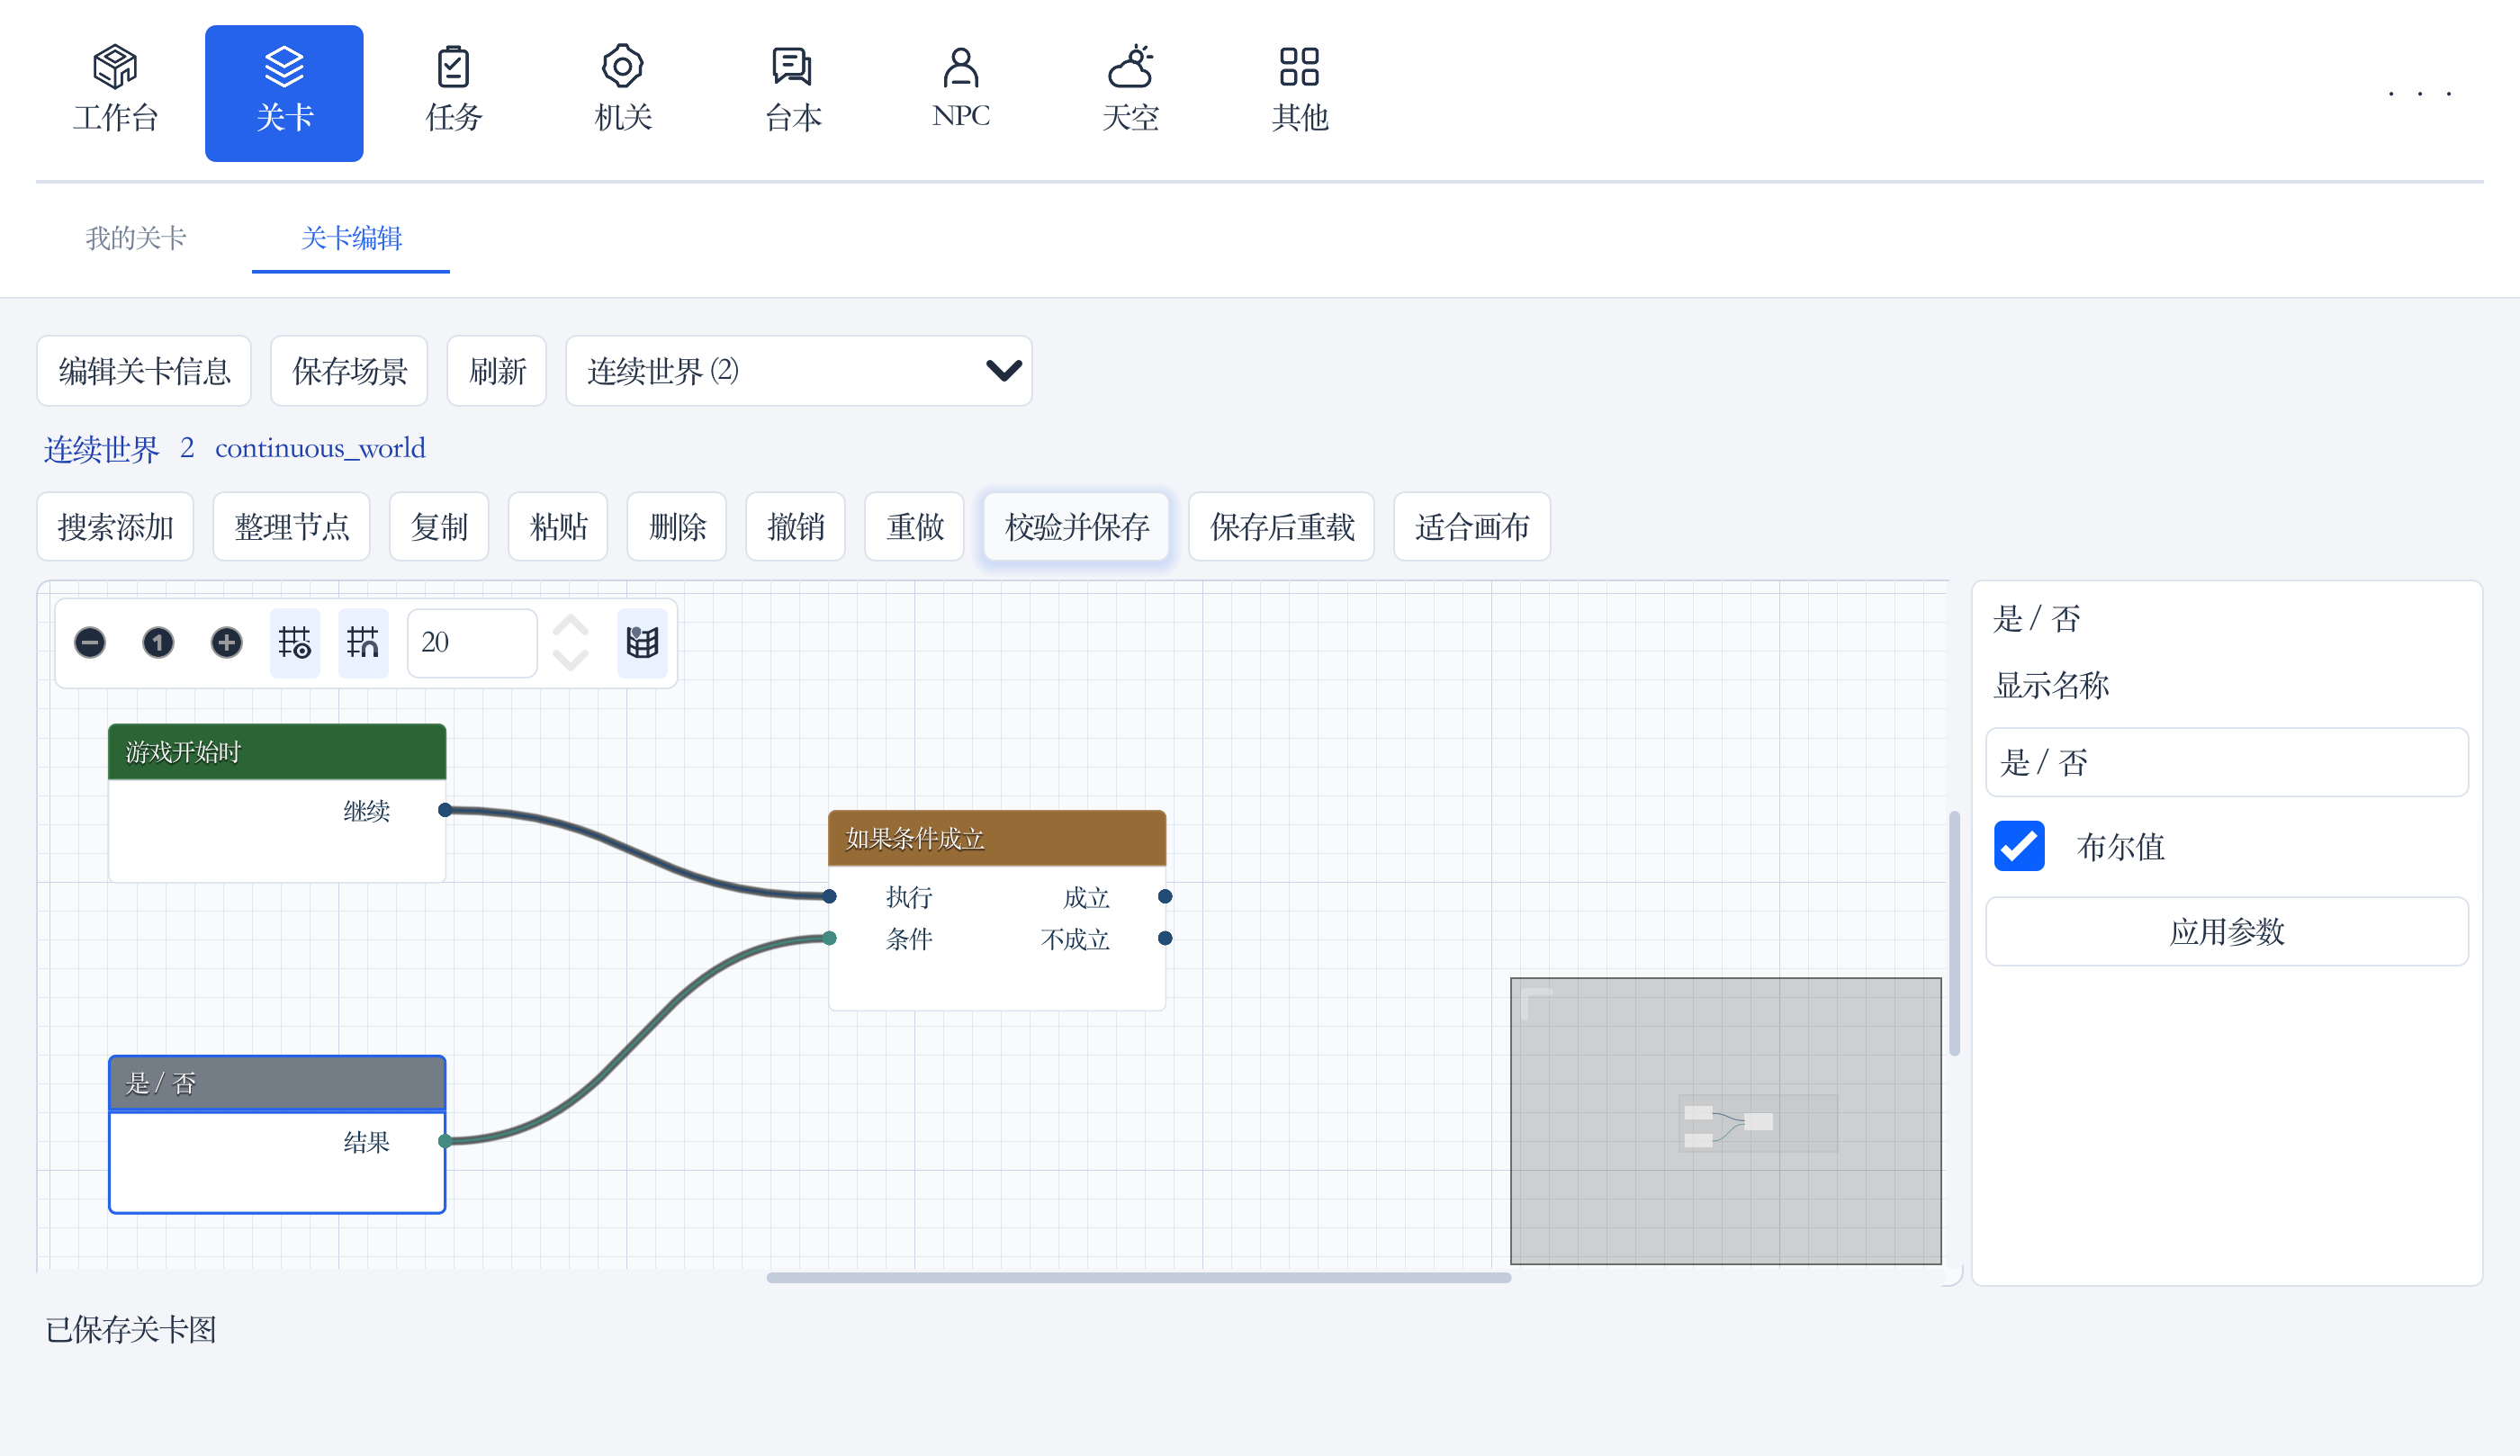 工作台
关卡
任务
机关
台本
NPC
天空
其他
· · ·
我的关卡
关卡编辑
编辑关卡信息
保存场景
刷新
连续世界 (2)
连续世界 2 continuous_world
搜索添加
整理节点
复制
粘贴
删除
撤销
重做
校验并保存
保存后重载
适合画布
1
20
游戏开始时
继续
如果条件成立
执行
成立
条件
不成立
是 / 否
结果
是 / 否
显示名称
是 / 否
布尔值
应用参数
已保存关卡图